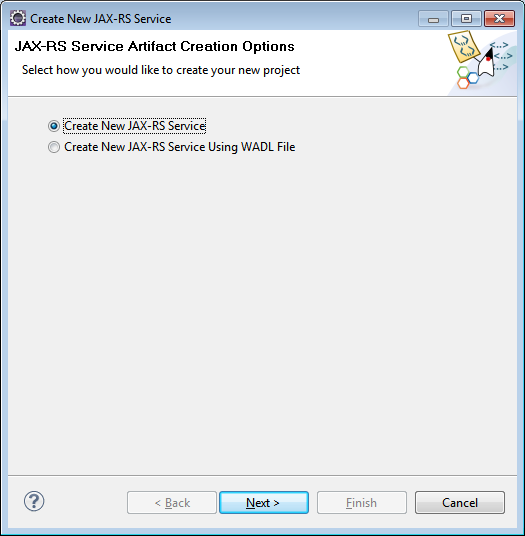 Create New JAX-RS Service
JAX-RS Service Artifact Creation Options
Select how you would like to create your new project
Create New JAX-RS Service
Create New JAX-RS Service Using WADL File
? < Back Next > Finish Cancel